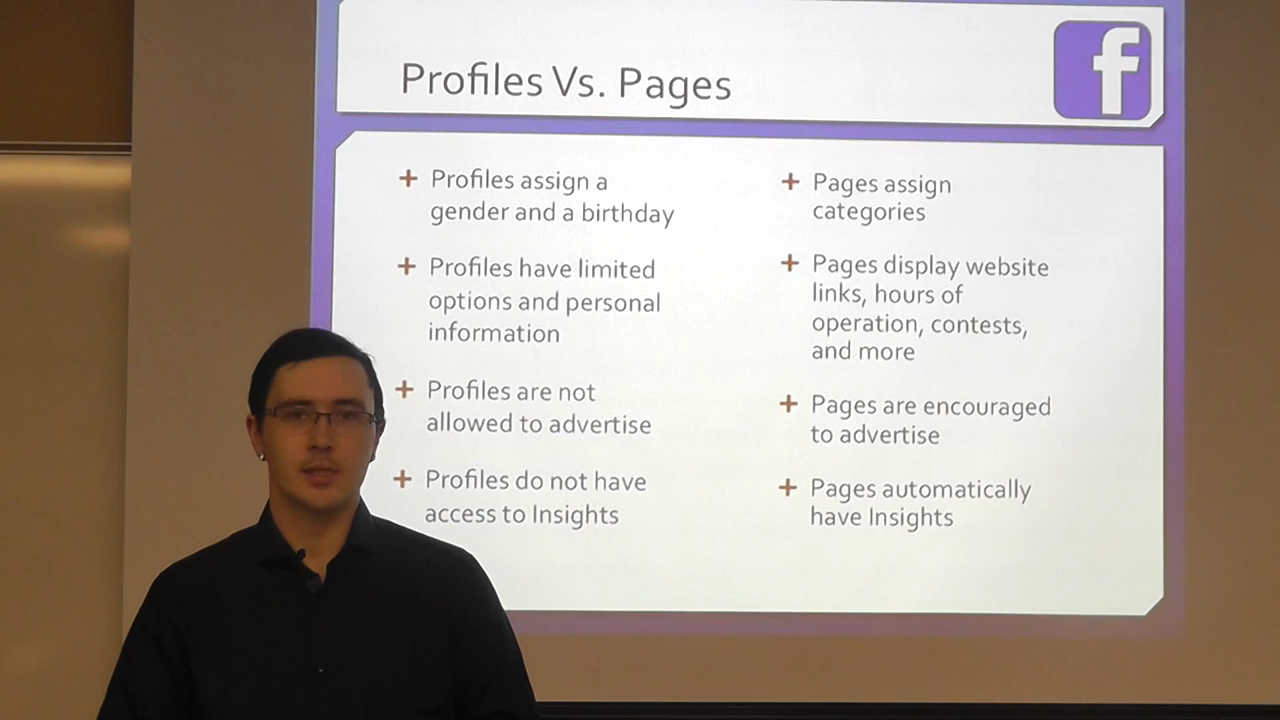 Profiles Vs. Pages
f
+ Profiles assign a
gender and a birthday
+ Profiles have limited
options and personal
information
+ Profiles are not
allowed to advertise
+ Profiles do not have
access to Insights
+ Pages assign
categories
+ Pages display website
links, hours of
operation, contests,
and more
+ Pages are encouraged
to advertise
+ Pages automatically
have Insights